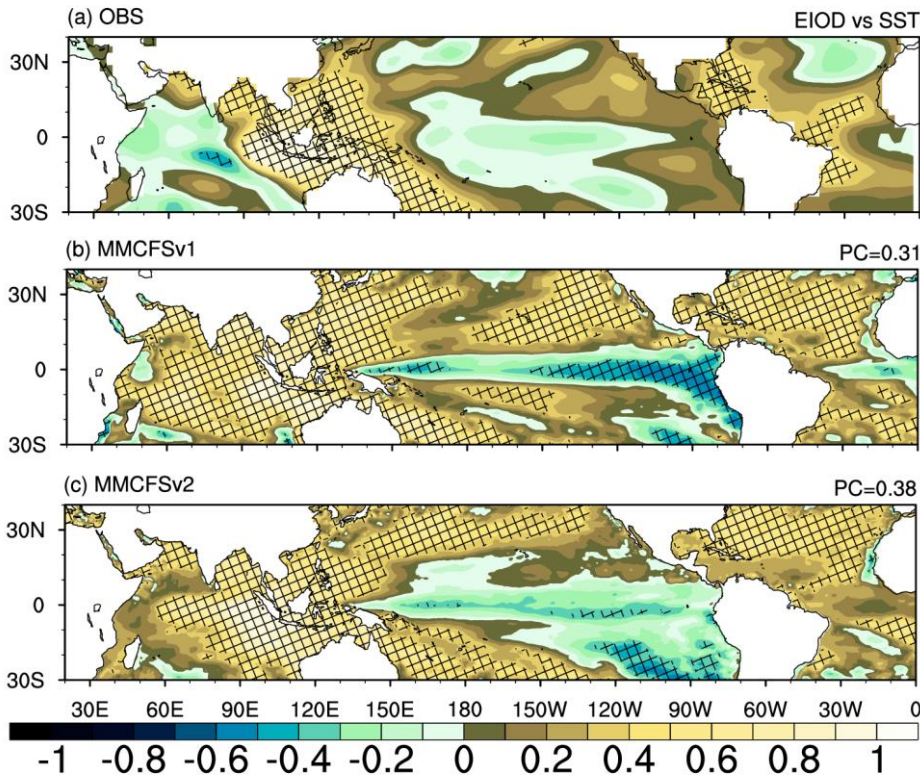 (a) OBS EIOD vs SST
30N
0
30S
(b) MMCFSv1 PC=0.31
30N
0
30S
(c) MMCFSv2 PC=0.38
30N
0
30S
30E 60E 90E 120E 150E 180 150W 120W 90W 60W 30W 0
-1 -0.8 -0.6 -0.4 -0.2 0 0.2 0.4 0.6 0.8 1